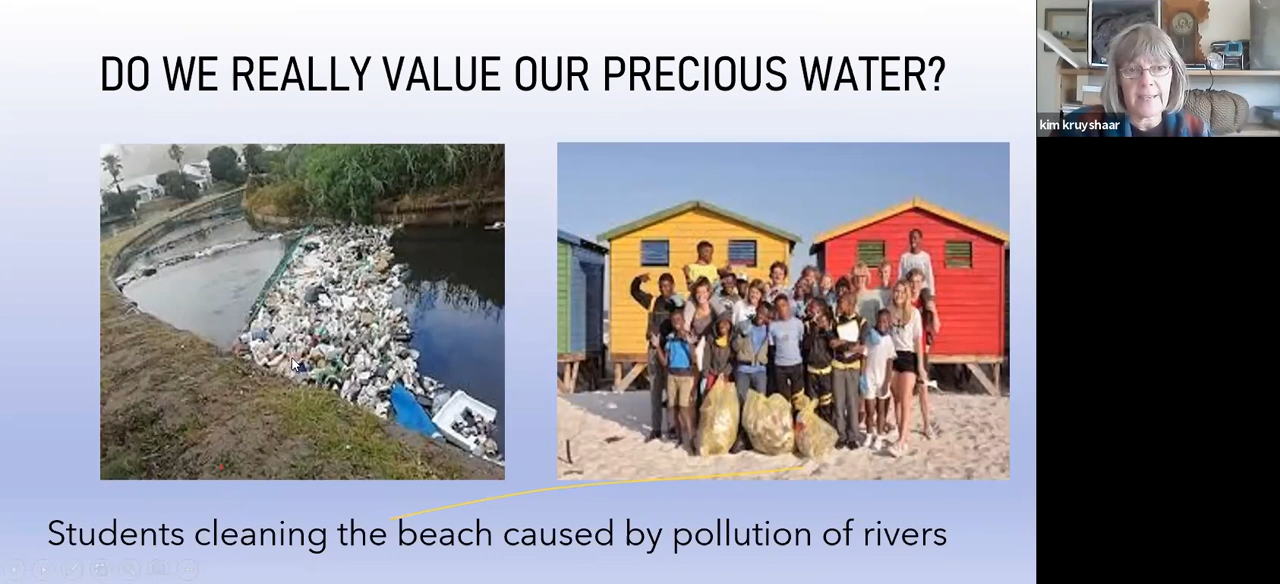 DO WE REALLY VALUE OUR PRECIOUS WATER?
kim kruyshaar
Students cleaning the beach caused by pollution of rivers